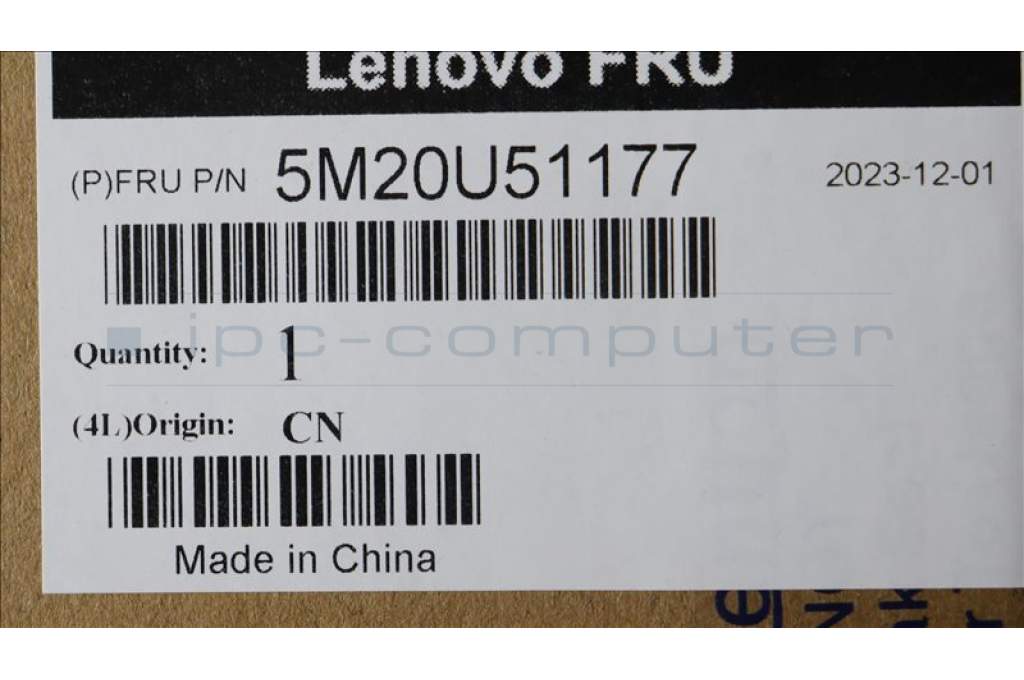 Lenovo FRU
(P)FRU P/N 5M20U51177 2023-12-01
ipc-computer
Quantity: 1
(4L)Origin: CN
Made in China